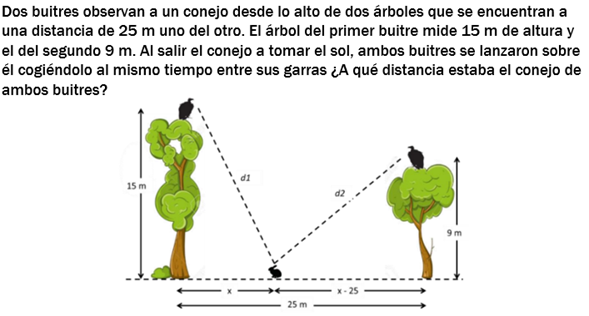 Dos buitres observan a un conejo desde lo alto de dos árboles que se encuentran a
una distancia de 25 m uno del otro. El árbol del primer buitre mide 15 m de altura y
el del segundo 9 m. Al salir el conejo a tomar el sol, ambos buitres se lanzaron sobre
él cogiéndolo al mismo tiempo entre sus garras ¿A qué distancia estaba el conejo de
ambos buitres?
d1
15 m
d2
9 m
x
x - 25
25 m